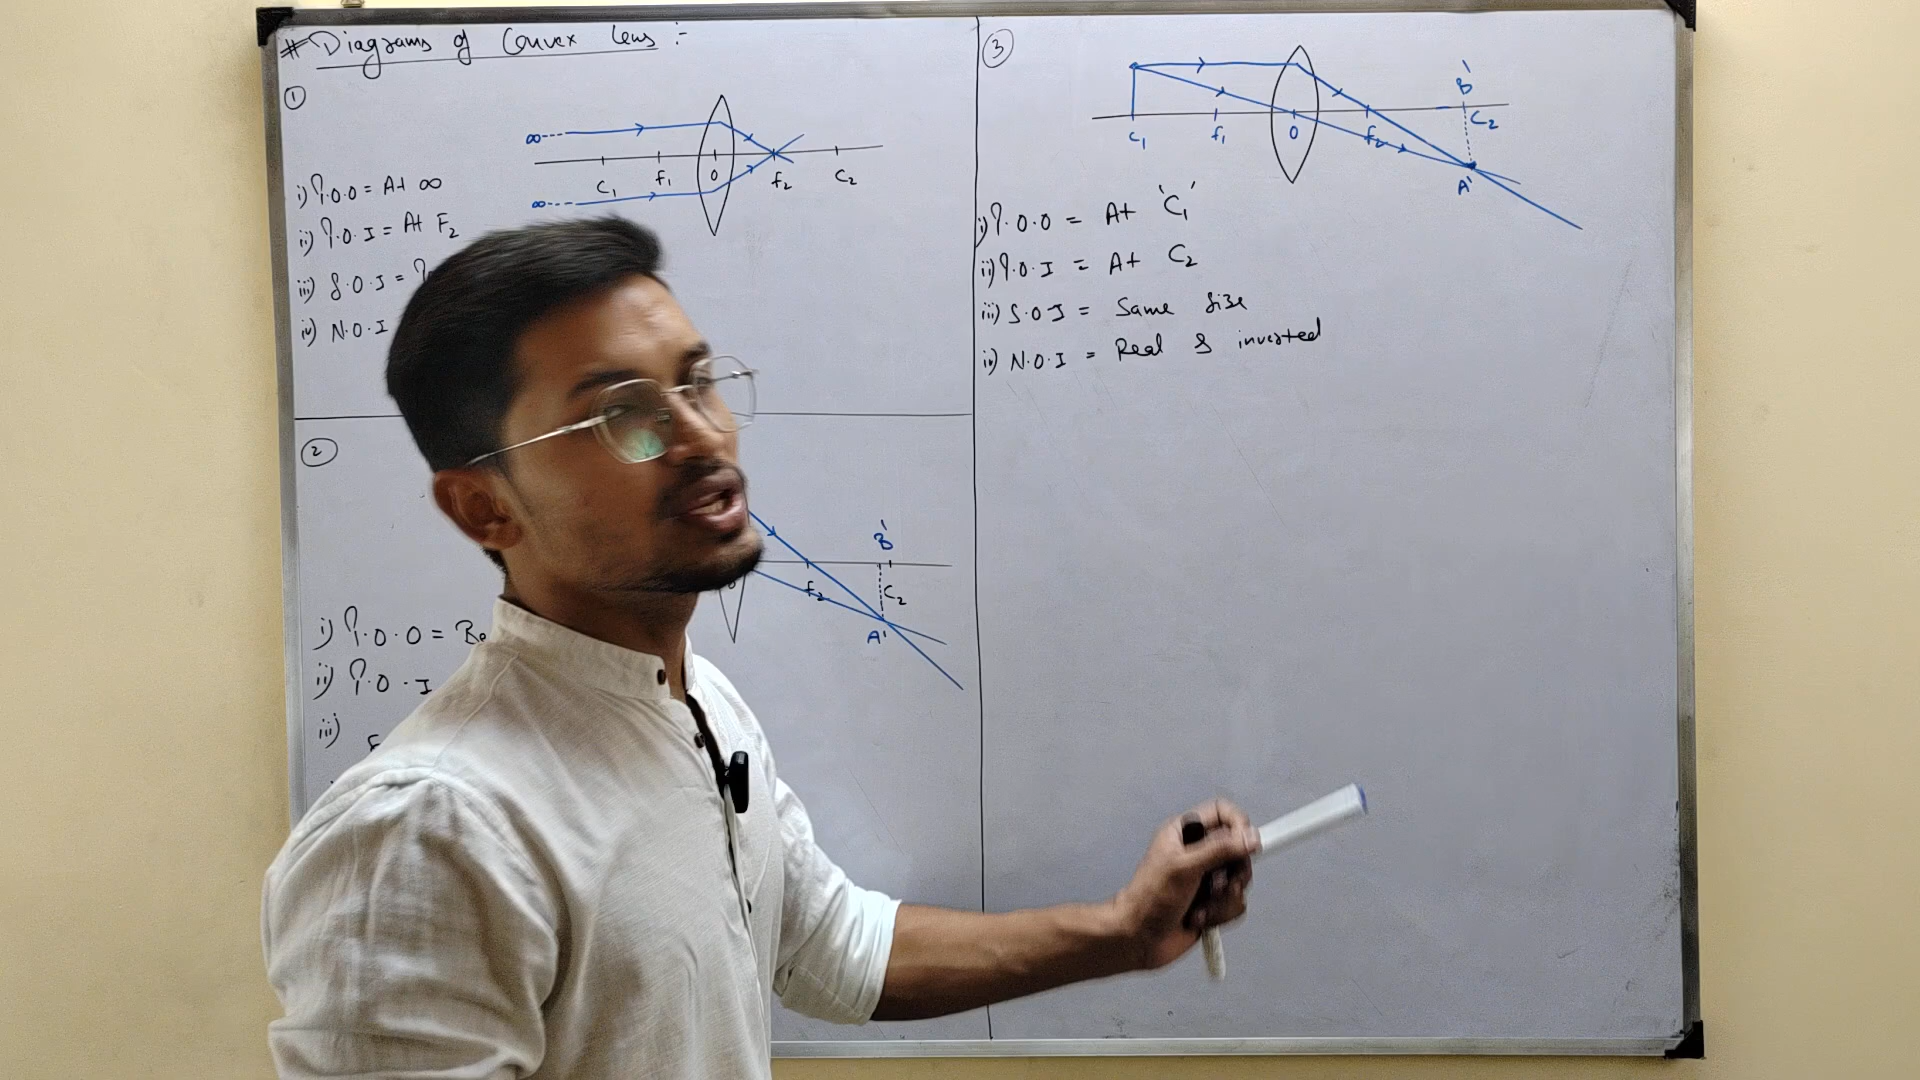 # Diagrams of Convex lens :-
①
∞----
C₁ f₁ O f₂ C₂
∞----
i) P.O.O = At ∞
ii) P.O.I = At F₂
iii) S.O.I =
iv) N.O.I
②
B'
f₂ C₂
A'
i) P.O.O = Be
ii) P.O.I
iii)
③
B'
C₁ f₁ O f₂ C₂
A'
i) P.O.O = At 'C₁'
ii) P.O.I = At C₂
iii) S.O.I = Same Size
iv) N.O.I = Real & inverted